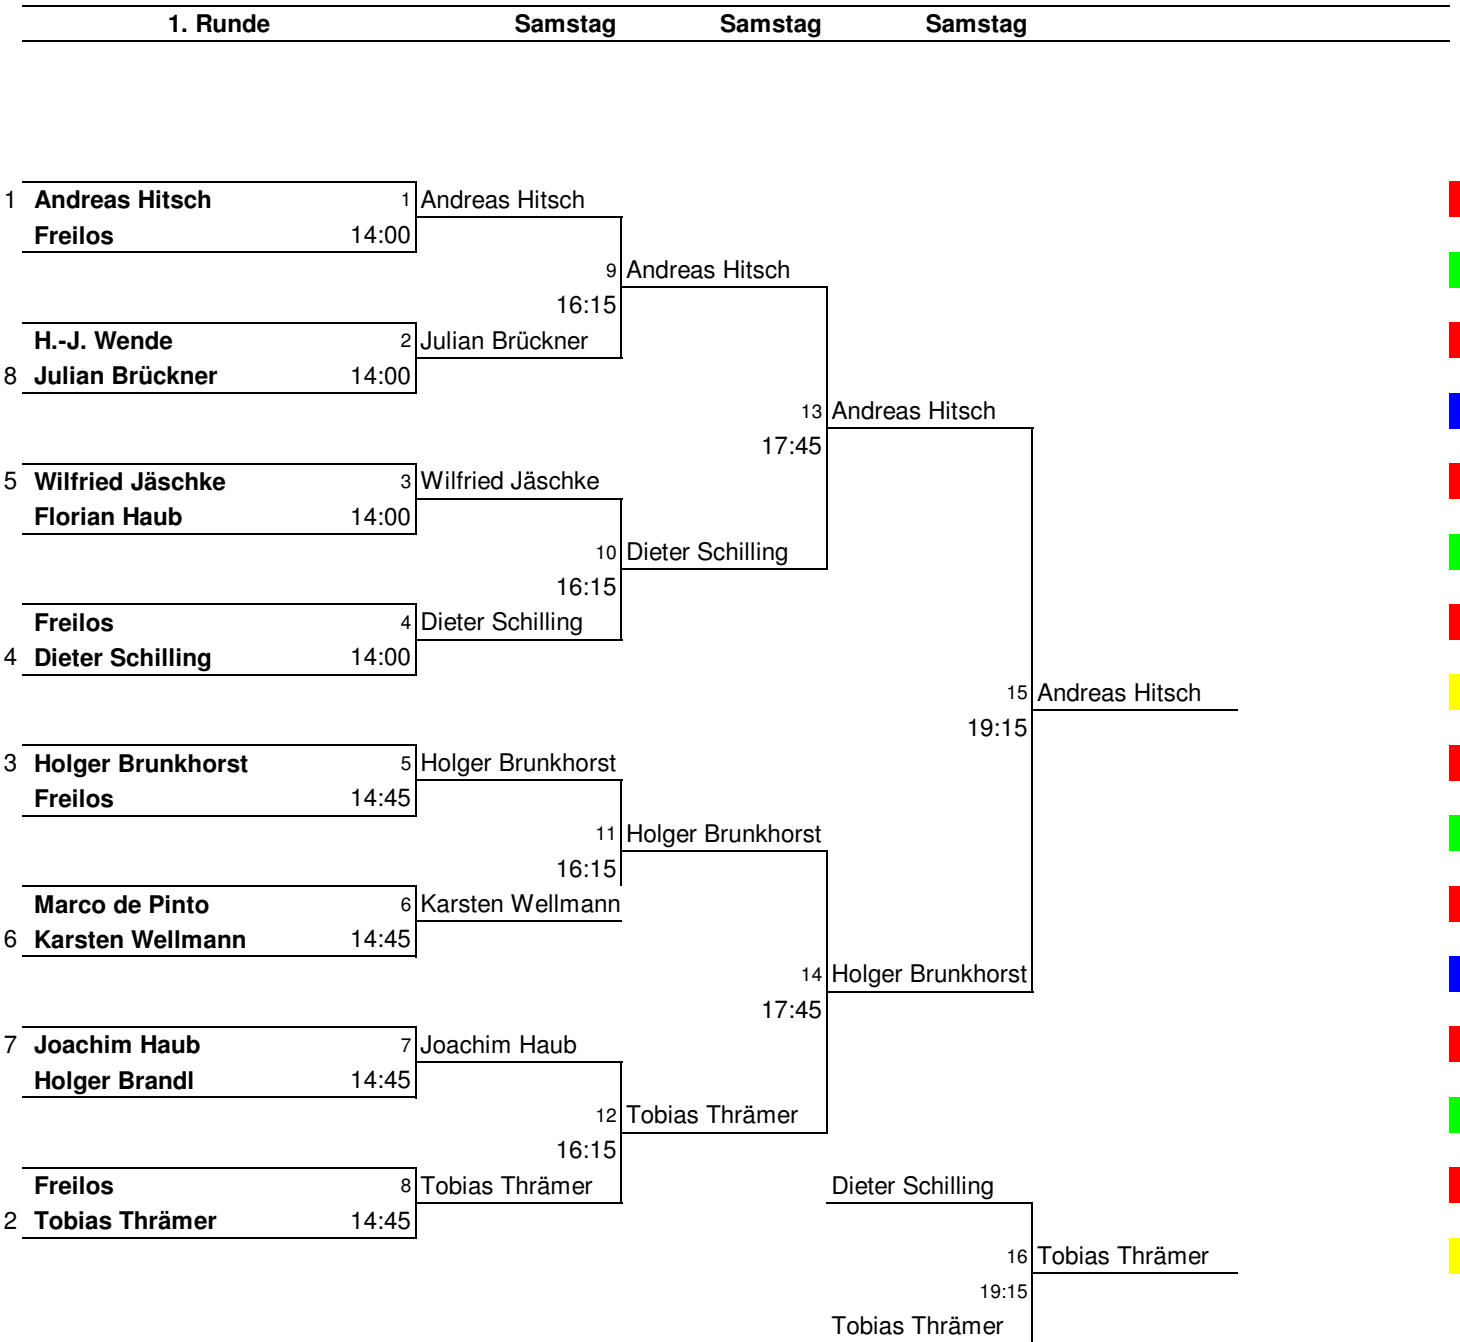 1. Runde Samstag Samstag Samstag
1 Andreas Hitsch 1 Andreas Hitsch
Freilos 14:00
9 Andreas Hitsch
16:15
H.-J. Wende 2 Julian Brückner
8 Julian Brückner 14:00
13 Andreas Hitsch
17:45
5 Wilfried Jäschke 3 Wilfried Jäschke
Florian Haub 14:00
10 Dieter Schilling
16:15
Freilos 4 Dieter Schilling
4 Dieter Schilling 14:00
15 Andreas Hitsch
19:15
3 Holger Brunkhorst 5 Holger Brunkhorst
Freilos 14:45
11 Holger Brunkhorst
16:15
Marco de Pinto 6 Karsten Wellmann
6 Karsten Wellmann 14:45
14 Holger Brunkhorst
17:45
7 Joachim Haub 7 Joachim Haub
Holger Brandl 14:45
12 Tobias Thrämer
16:15
Freilos 8 Tobias Thrämer Dieter Schilling
2 Tobias Thrämer 14:45
16 Tobias Thrämer
19:15
Tobias Thrämer